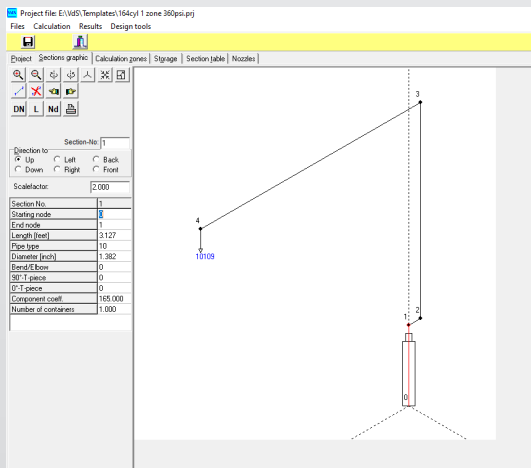 VdS Project file: E:\VdS\Templates\164cyl 1 zone 360psi.prj
Files Calculation Results Design tools
Project Sections graphic Calculation zones Storage Section table Nozzles
DN L Nd
Section-No: 1
Direction to
Up Left Back
Down Right Front
Scalefactor: 2.000
Section No. 1
Starting node 0
End node 1
Length [feet] 3.127
Pipe type 10
Diameter [inch] 1.382
Bend/Elbow 0
90°-T-piece 0
0°-T-piece 0
Component coeff. 165.000
Number of containers 1.000
3
4
10109
2
1
0